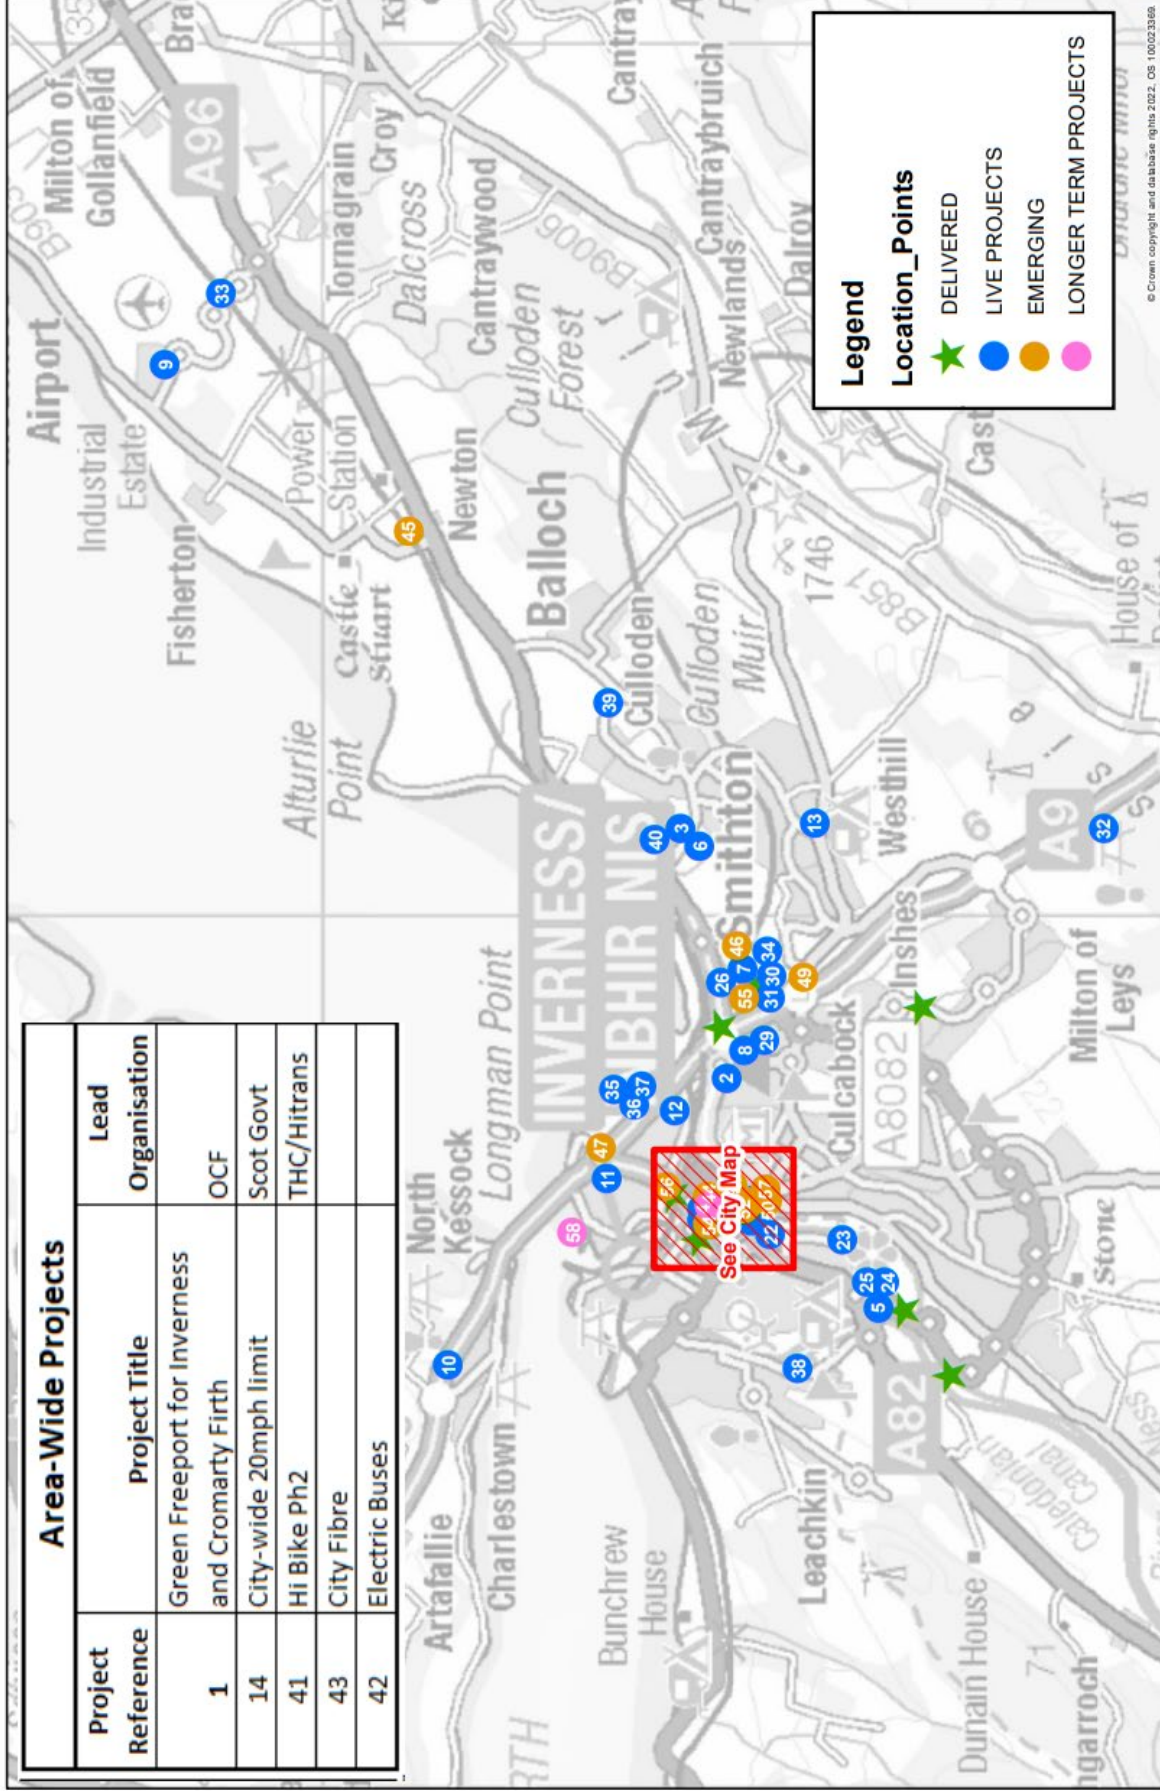 Area-Wide Projects
Project Reference | Project Title | Lead Organisation
1 | Green Freeport for Inverness and Cromarty Firth | OCF
14 | City-wide 20mph limit | Scot Govt
41 | Hi Bike Ph2 | THC/Hitrans
43 | City Fibre
42 | Electric Buses
Milton of
Gollanfield
A96
B9039
Airport
Industrial
Estate
33
9
Fisherton
Power
Station
Tornagrain
Croy
Dalcross
Cantraywood
B9006
Cantraybruich
Culloden
Forest
Newlands
Dalroy
45
Newton
Castle
Stuart
Balloch
Alturlie
Point
39
Culloden
Culloden
Muir
1746
B851
House of
INVERNESS/
INBHIR NIS
40
3
6
Smithton
13
Westhill
A9
32
Longman Point
North
Kessock
46
26
7
34
55
30
31
49
8
29
2
35
36
37
12
47
11
58
56
57
22
See City Map
Culcabock
Inshes
A8082
Milton of
Leys
23
25
24
5
38
10
Stone
A82
Artafallie
Charlestown
Bunchrew
House
Leachkin
Caledonian
Canal
Dunain House
71
Legend
Location_Points
DELIVERED
LIVE PROJECTS
EMERGING
LONGER TERM PROJECTS
© Crown copyright and database rights 2022, OS 100023369.